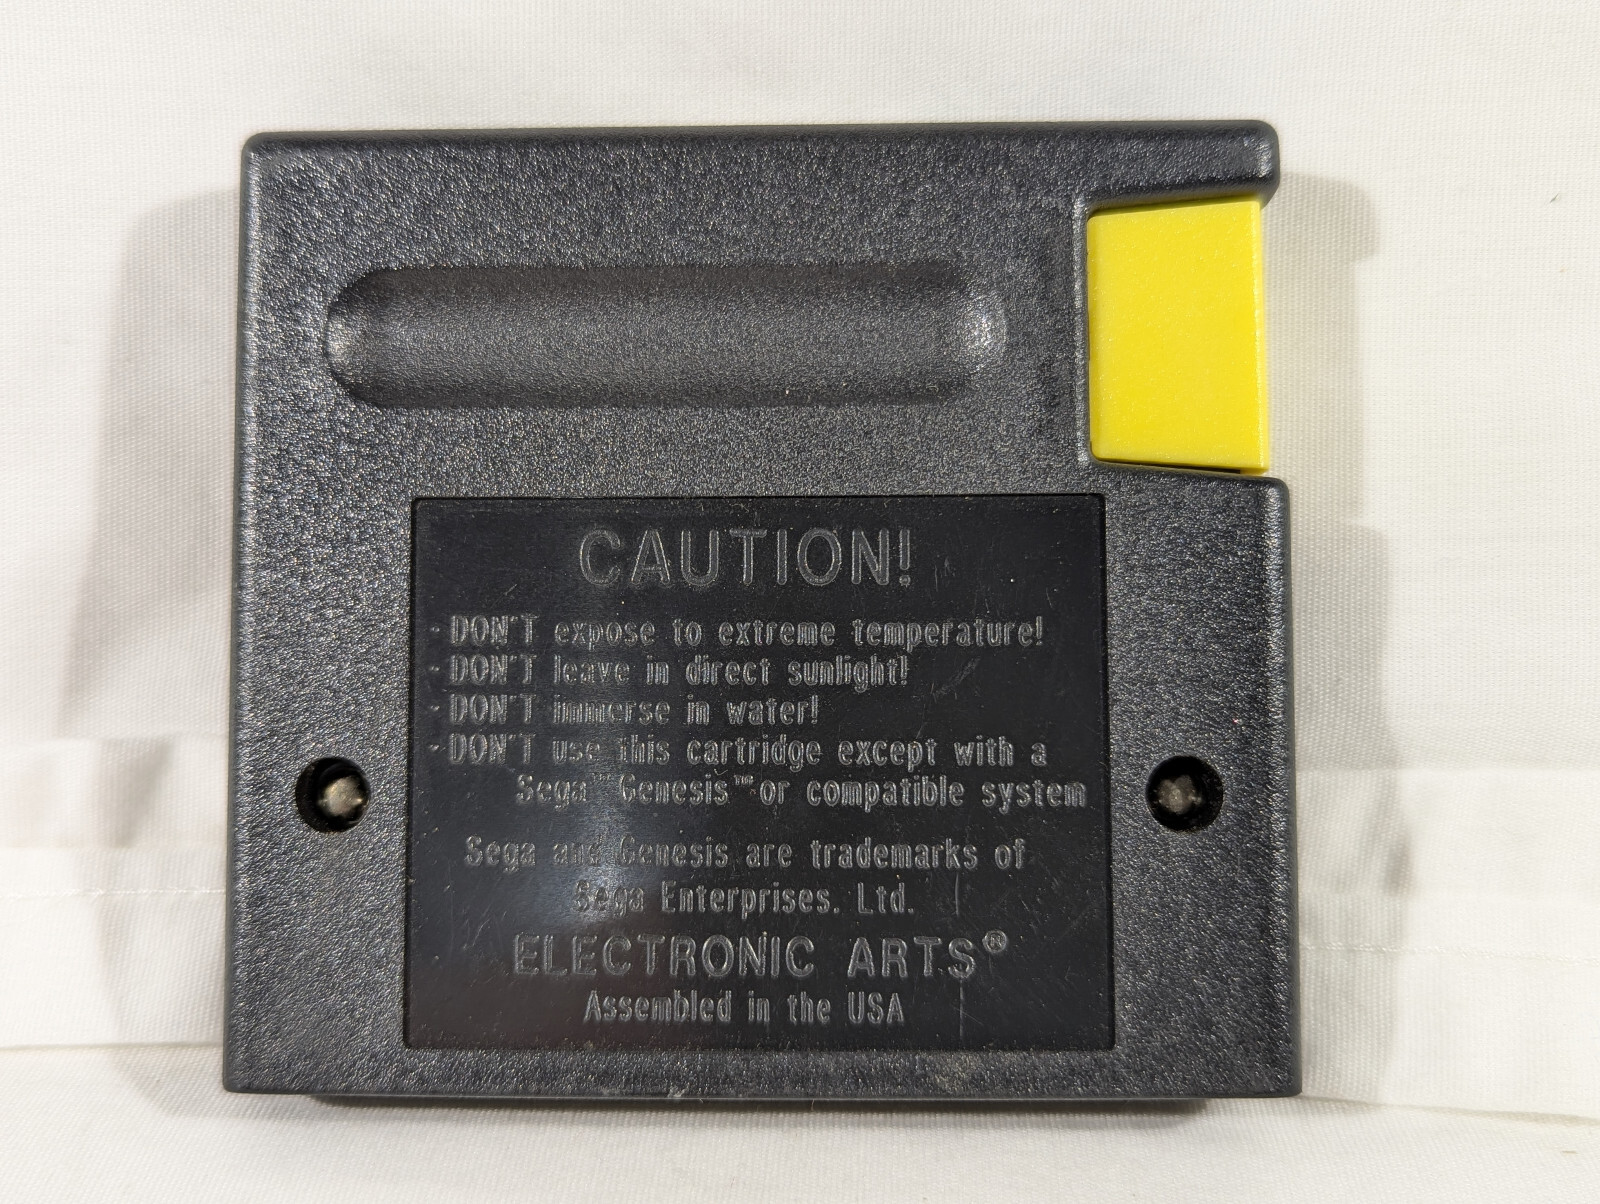 CAUTION!
- DON'T expose to extreme temperature!
- DON'T leave in direct sunlight!
- DON'T immerse in water!
- DON'T use this cartridge except with a
Sega™ Genesis™ or compatible system
Sega and Genesis are trademarks of
Sega Enterprises. Ltd.
ELECTRONIC ARTS®
Assembled in the USA